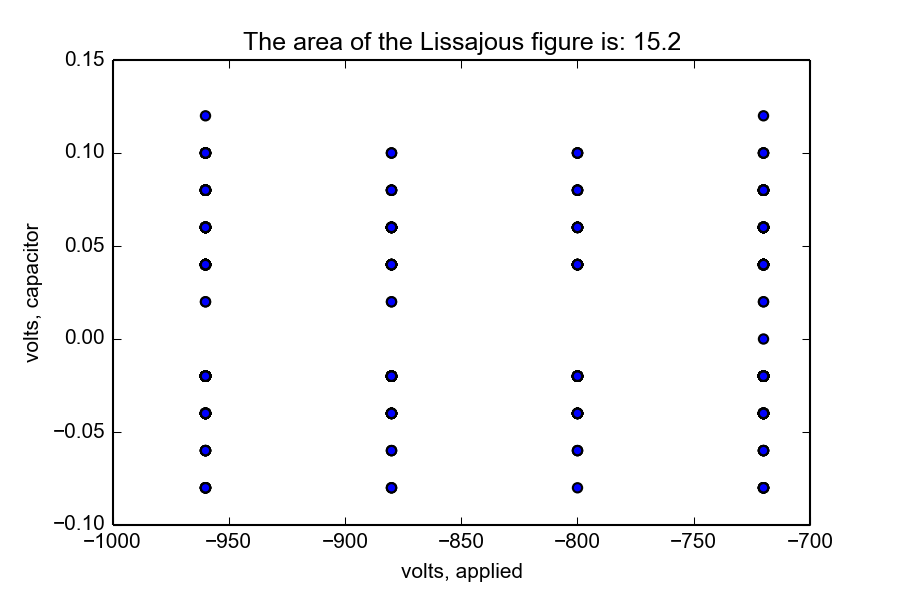 The area of the Lissajous figure is: 15.2
0.15
0.10
0.05
0.00
−0.05
−0.10
−1000 −950 −900 −850 −800 −750 −700
volts, capacitor
volts, applied